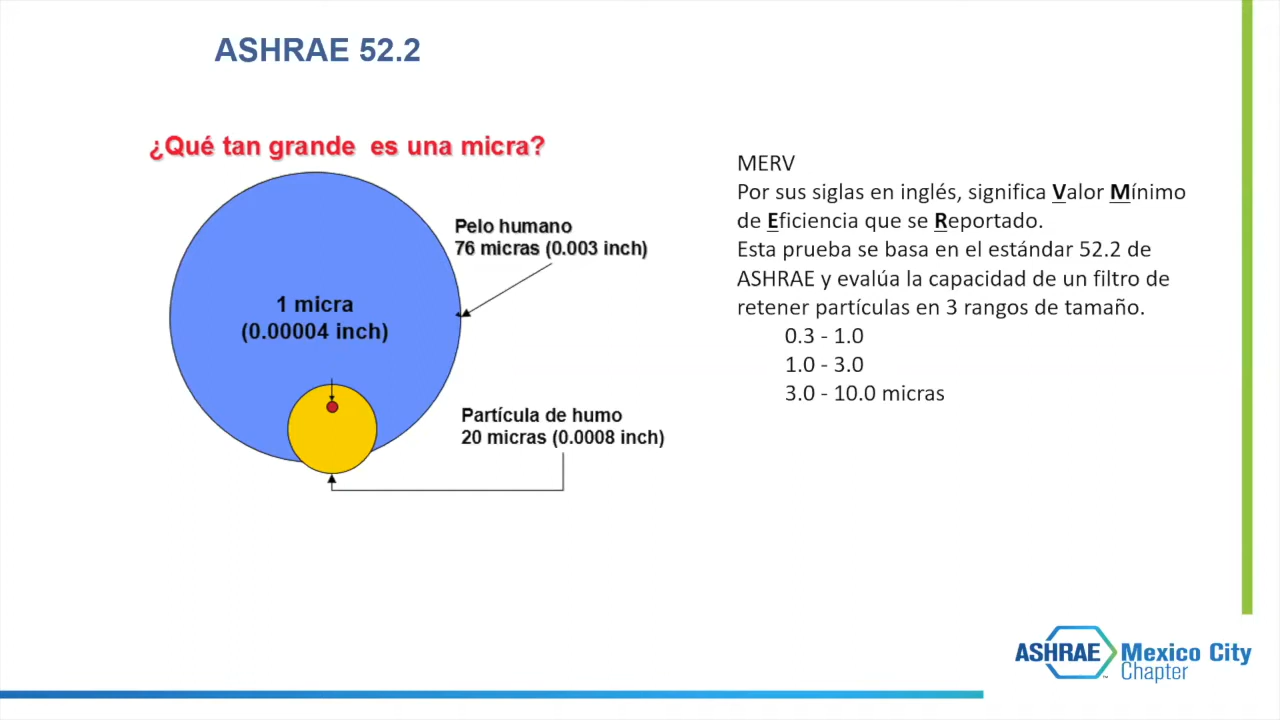 ASHRAE 52.2
¿Qué tan grande es una micra?
Pelo humano
76 micras (0.003 inch)
1 micra
(0.00004 inch)
Partícula de humo
20 micras (0.0008 inch)
MERV
Por sus siglas en inglés, significa Valor Mínimo
de Eficiencia que se Reportado.
Esta prueba se basa en el estándar 52.2 de
ASHRAE y evalúa la capacidad de un filtro de
retener partículas en 3 rangos de tamaño.
0.3 - 1.0
1.0 - 3.0
3.0 - 10.0 micras
ASHRAE Mexico City
Chapter